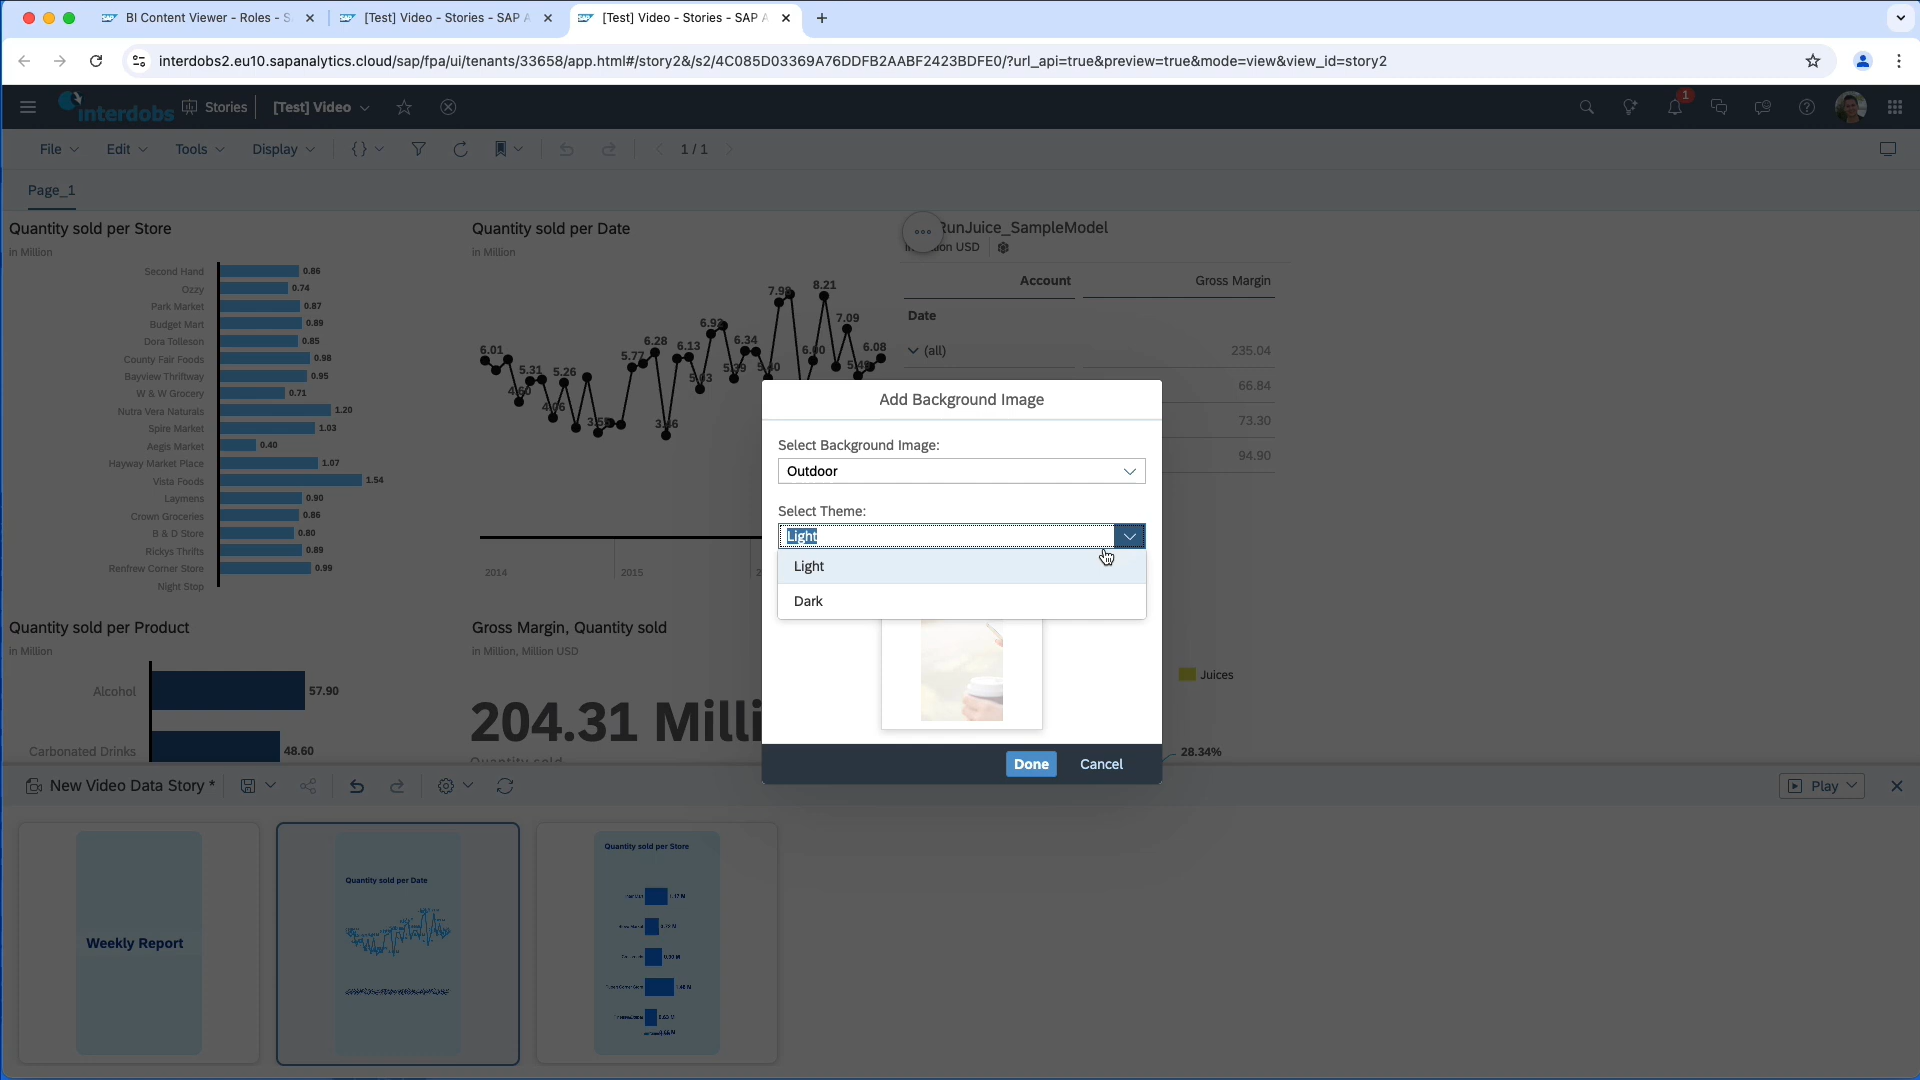 BI Content Viewer - Roles - S
[Test] Video - Stories - SAP A
[Test] Video - Stories - SAP A
interdobs2.eu10.sapanalytics.cloud/sap/fpa/ui/tenants/33658/app.html#/story2&/s2/4C085D03369A76DDFB2AABF2423BDFE0/?url_api=true&preview=true&mode=view&view_id=story2
interdobs Stories [Test] Video 1
File Edit Tools Display 1 / 1
Page_1
Quantity sold per Store
in Million
Second Hand 0.86
Ozzy 0.74
Park Market 0.87
Budget Mart 0.89
Dora Tolleson 0.85
County Fair Foods 0.98
Bayview Thriftway 0.95
W & W Grocery 0.71
Nutra Vera Naturals 1.20
Spire Market 1.03
Aegis Market 0.40
Hayway Market Place 1.07
Vista Foods 1.54
Laymens 0.90
Crown Groceries 0.86
B & D Store 0.80
Rickys Thrifts 0.89
Renfrew Corner Store 0.99
Night Stop
Quantity sold per Date
in Million
6.01 5.31 5.26 5.77 6.28 6.13 6.92 6.34 7.98 8.21 6.00 7.09 6.08
2014 2015
RunJuice_SampleModel
USD
Account Gross Margin
Date
(all) 235.04
66.84
73.30
94.90
Add Background Image
Select Background Image:
Outdoor
Select Theme:
Light
Light
Dark
Done Cancel
Quantity sold per Product
in Million
Alcohol 57.90
Carbonated Drinks 48.60
Gross Margin, Quantity sold
in Million, Million USD
204.31 Milli
Quantity sold
Juices
28.34%
New Video Data Story * Play
Weekly Report
Quantity sold per Date
Quantity sold per Store